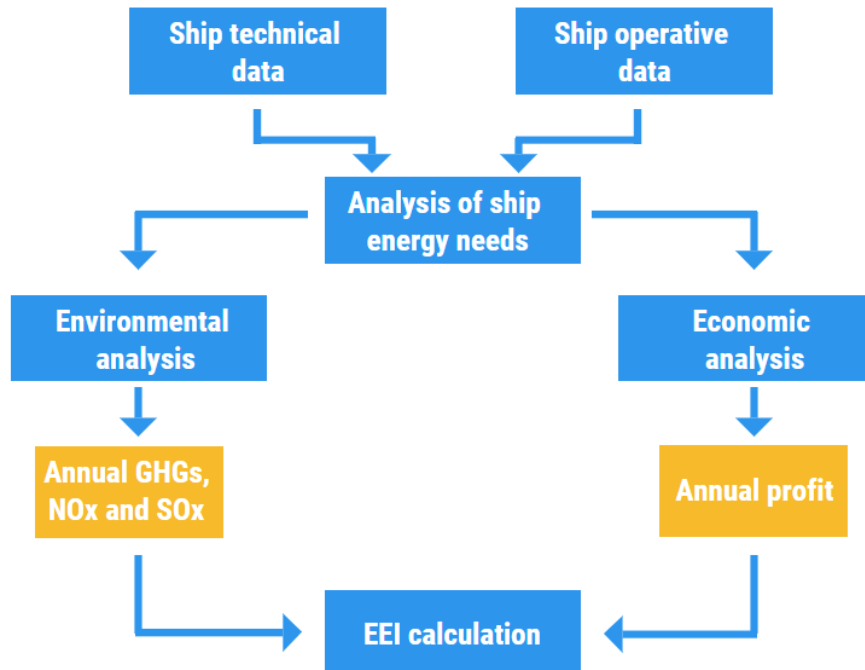 Ship technical
data
Ship operative
data
Analysis of ship
energy needs
Environmental
analysis
Economic
analysis
Annual GHGs,
NOx and SOx
Annual profit
EEI calculation